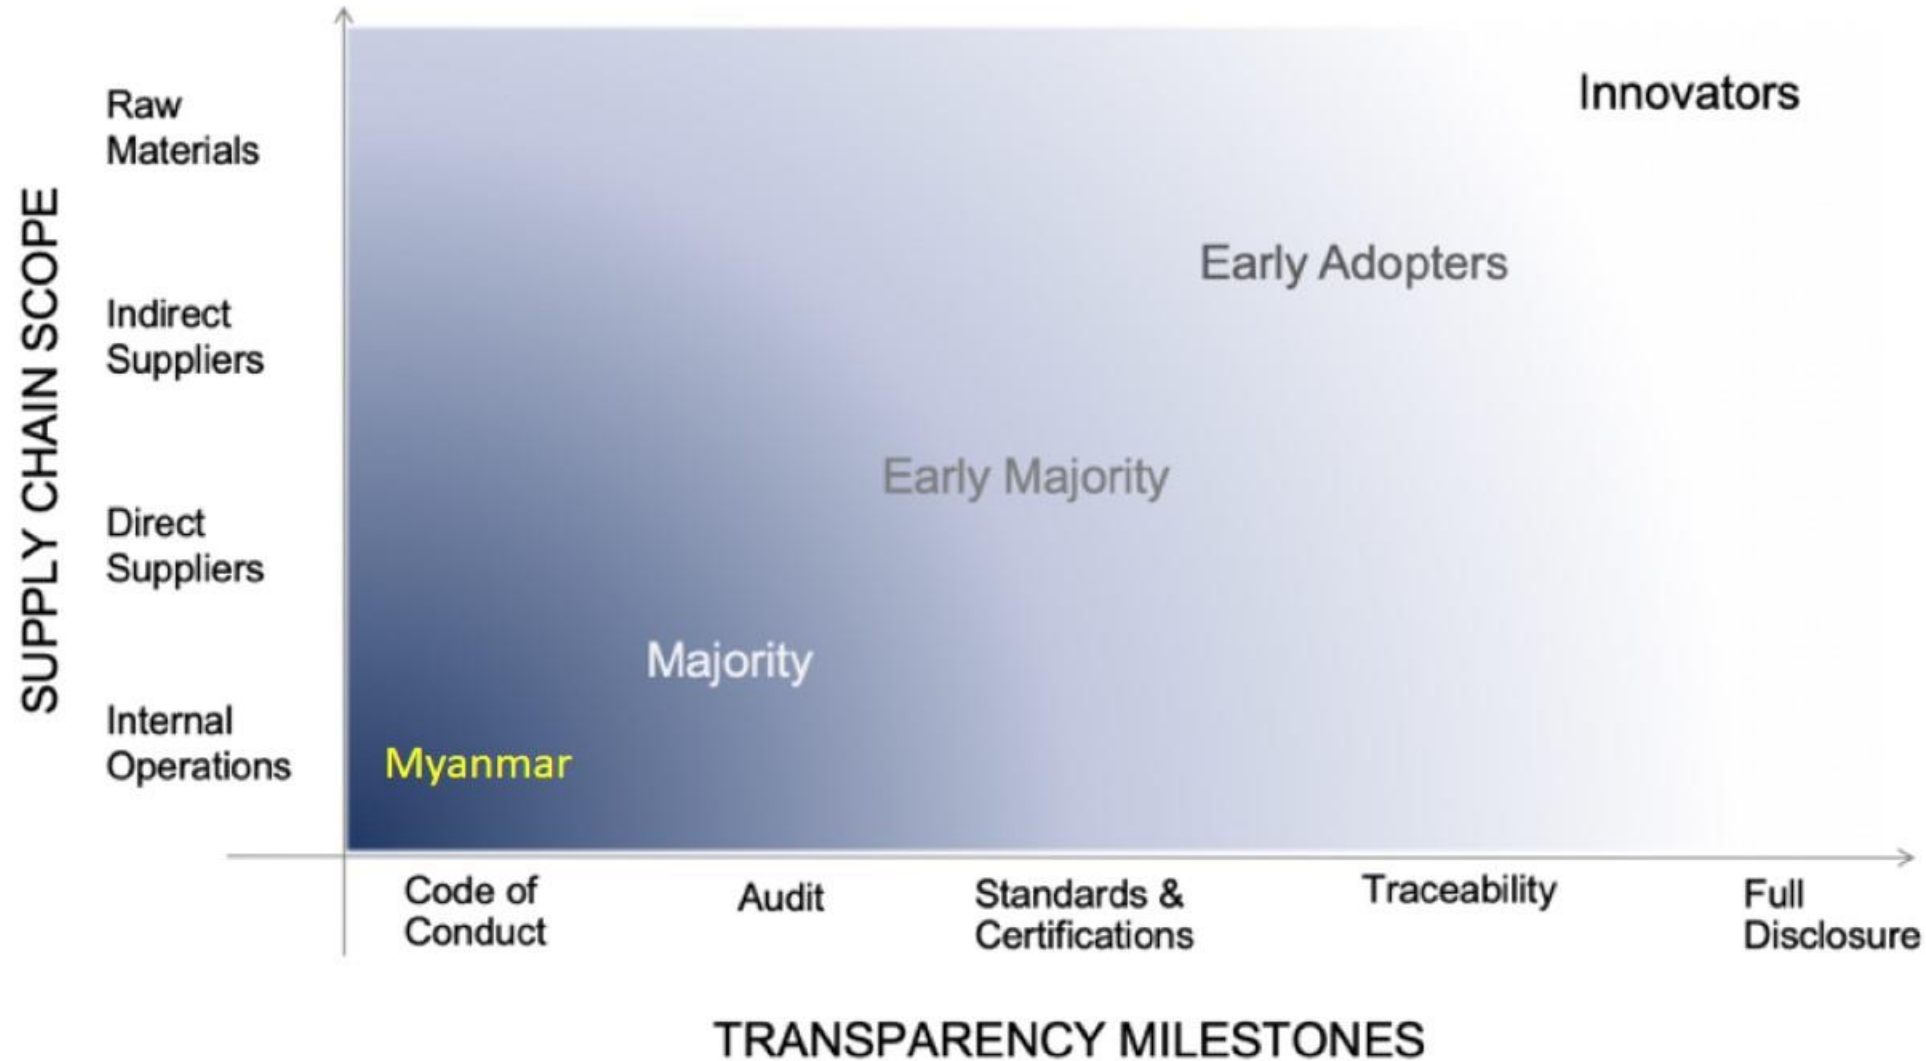 SUPPLY CHAIN SCOPE
Raw
Materials
Indirect
Suppliers
Direct
Suppliers
Internal
Operations
Innovators
Early Adopters
Early Majority
Majority
Myanmar
Code of
Conduct
Audit
Standards &
Certifications
Traceability
Full
Disclosure
TRANSPARENCY MILESTONES